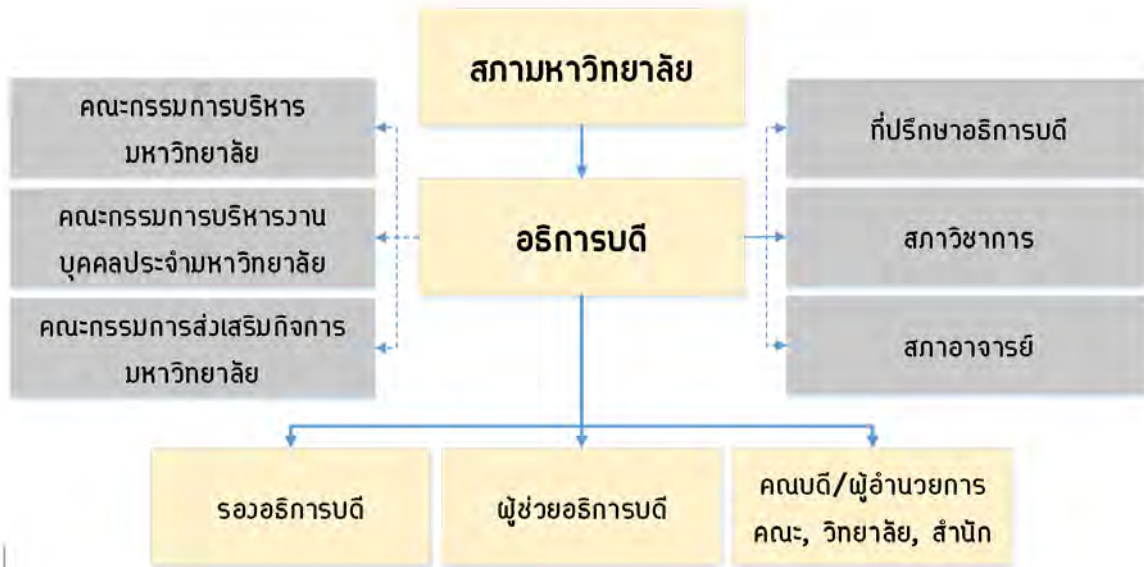 สภามหาวิทยาลัย
คณะกรรมการบริหาร
มหาวิทยาลัย
ที่ปรึกษาอธิการบดี
คณะกรรมการบริหารงาน
บุคคลประจำมหาวิทยาลัย
อธิการบดี
สภาวิชาการ
คณะกรรมการส่งเสริมกิจการ
มหาวิทยาลัย
สภาอาจารย์
รองอธิการบดี
ผู้ช่วยอธิการบดี
คณบดี/ผู้อำนวยการ
คณะ, วิทยาลัย, สำนัก